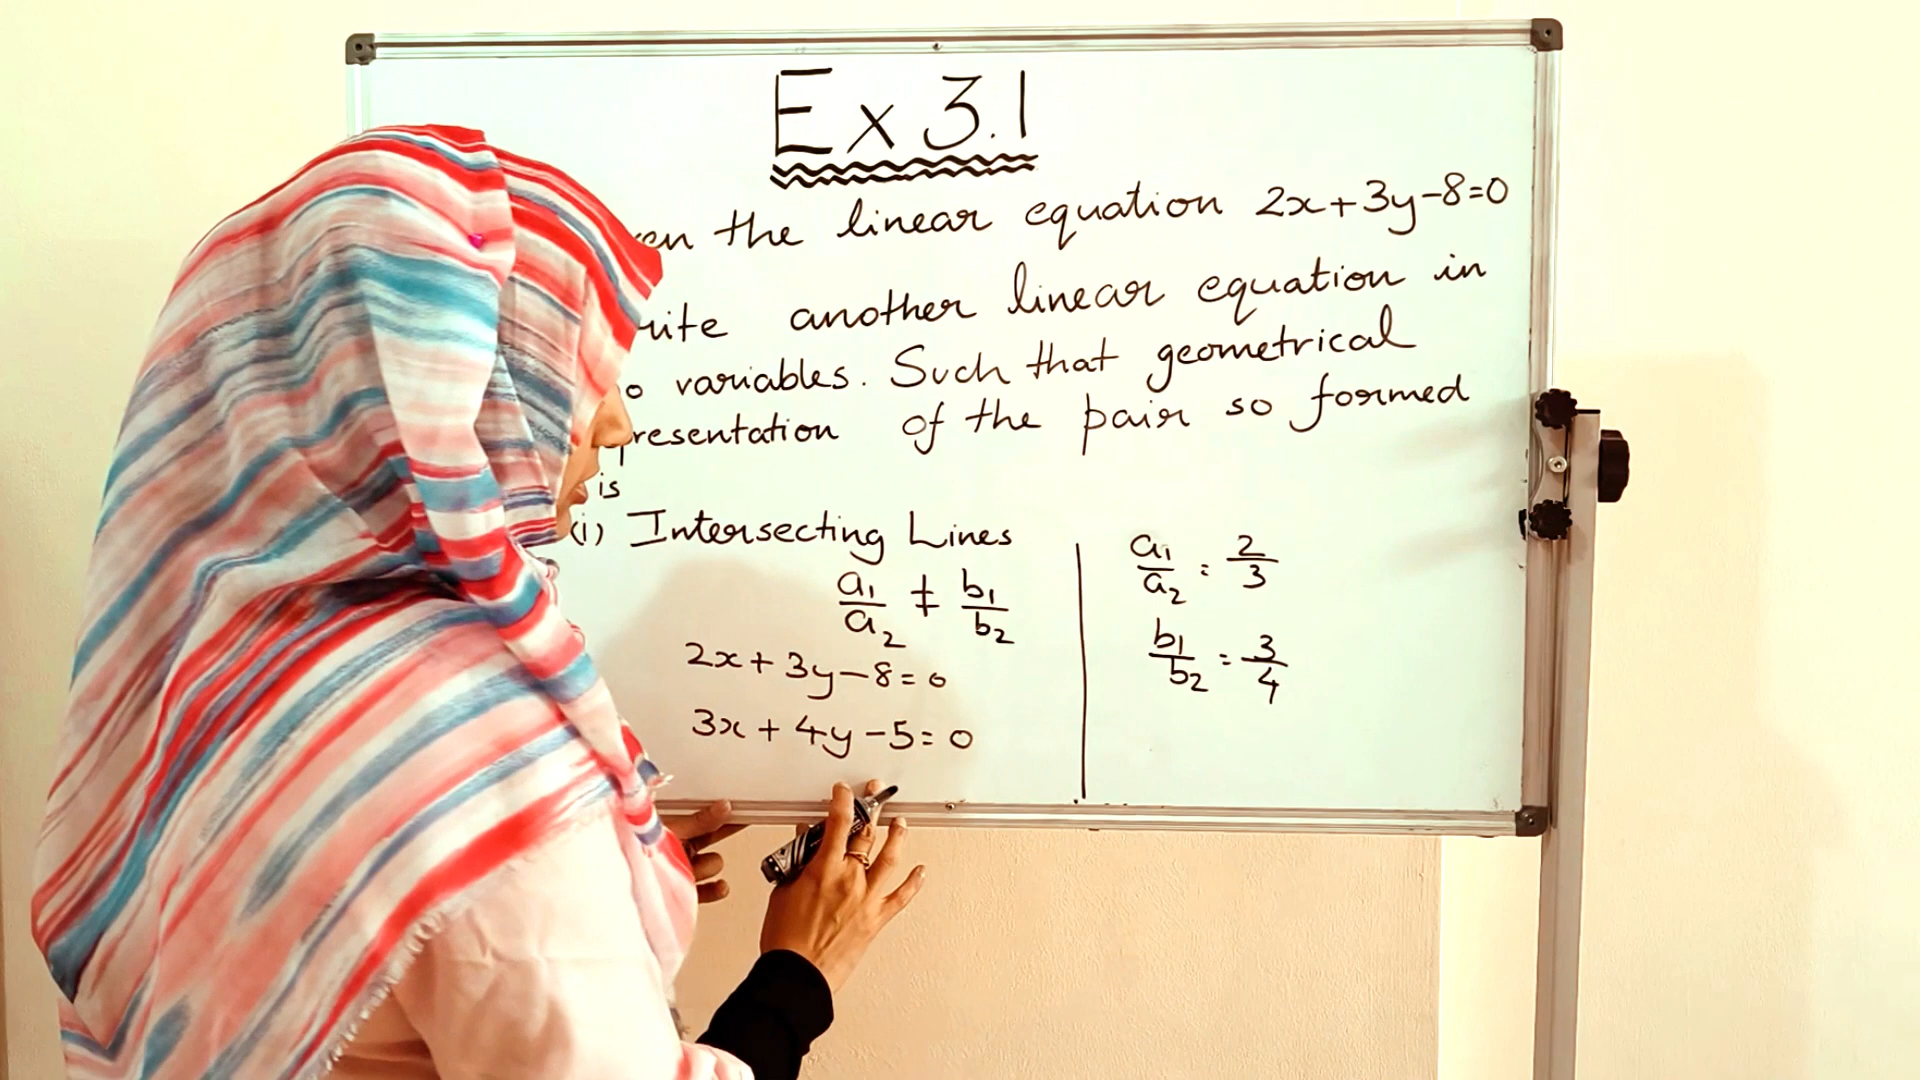 Ex 3.1
the linear equation 2x+3y-8=0
another linear equation in
variables. Such that geometrical
of the pair so formed
is
(i) Intersecting Lines
a₁/a₂ ≠ b₁/b₂
2x+3y-8=0
3x+4y-5=0
a₁/a₂ = 2/3
b₁/b₂ = 3/4